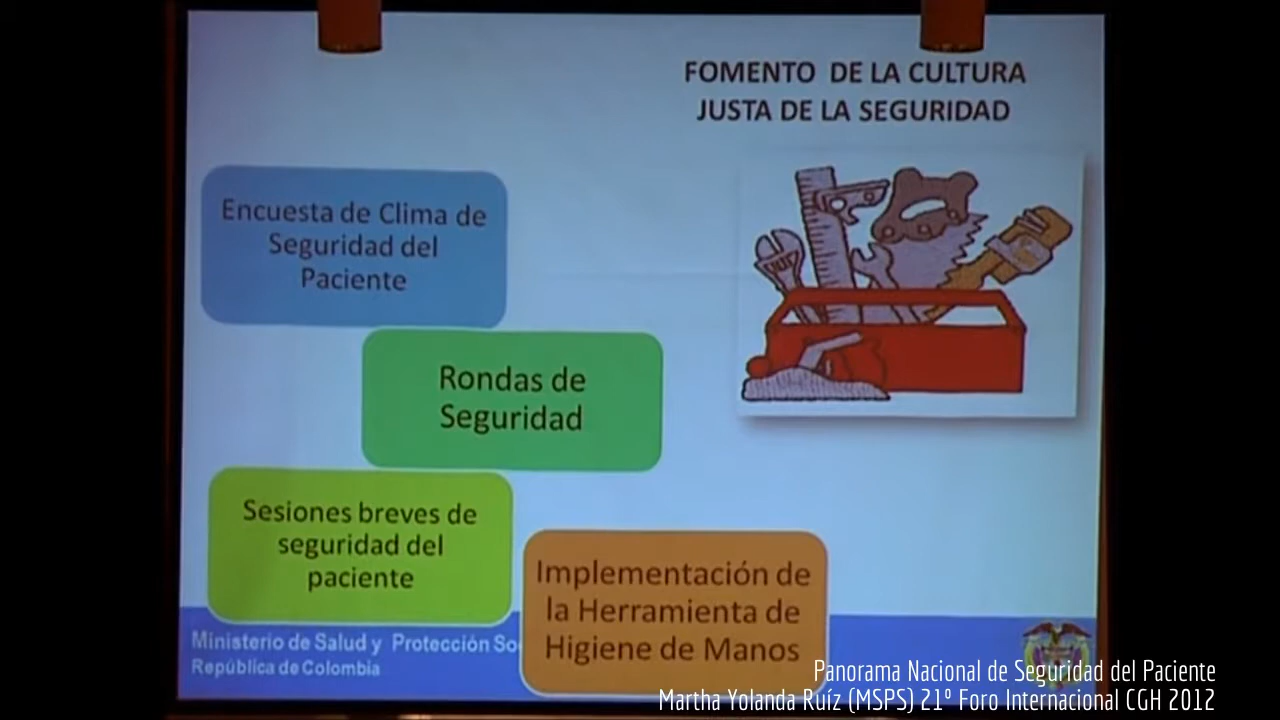 FOMENTO DE LA CULTURA
JUSTA DE LA SEGURIDAD
Encuesta de Clima de
Seguridad del
Paciente
Rondas de
Seguridad
Sesiones breves de
seguridad del
paciente
Implementación de
la Herramienta de
Higiene de Manos
Ministerio de Salud y Protección So
República de Colombia
Panorama Nacional de Seguridad del Paciente
Martha Yolanda Ruíz (MSPS) 21º Foro Internacional CGH 2012